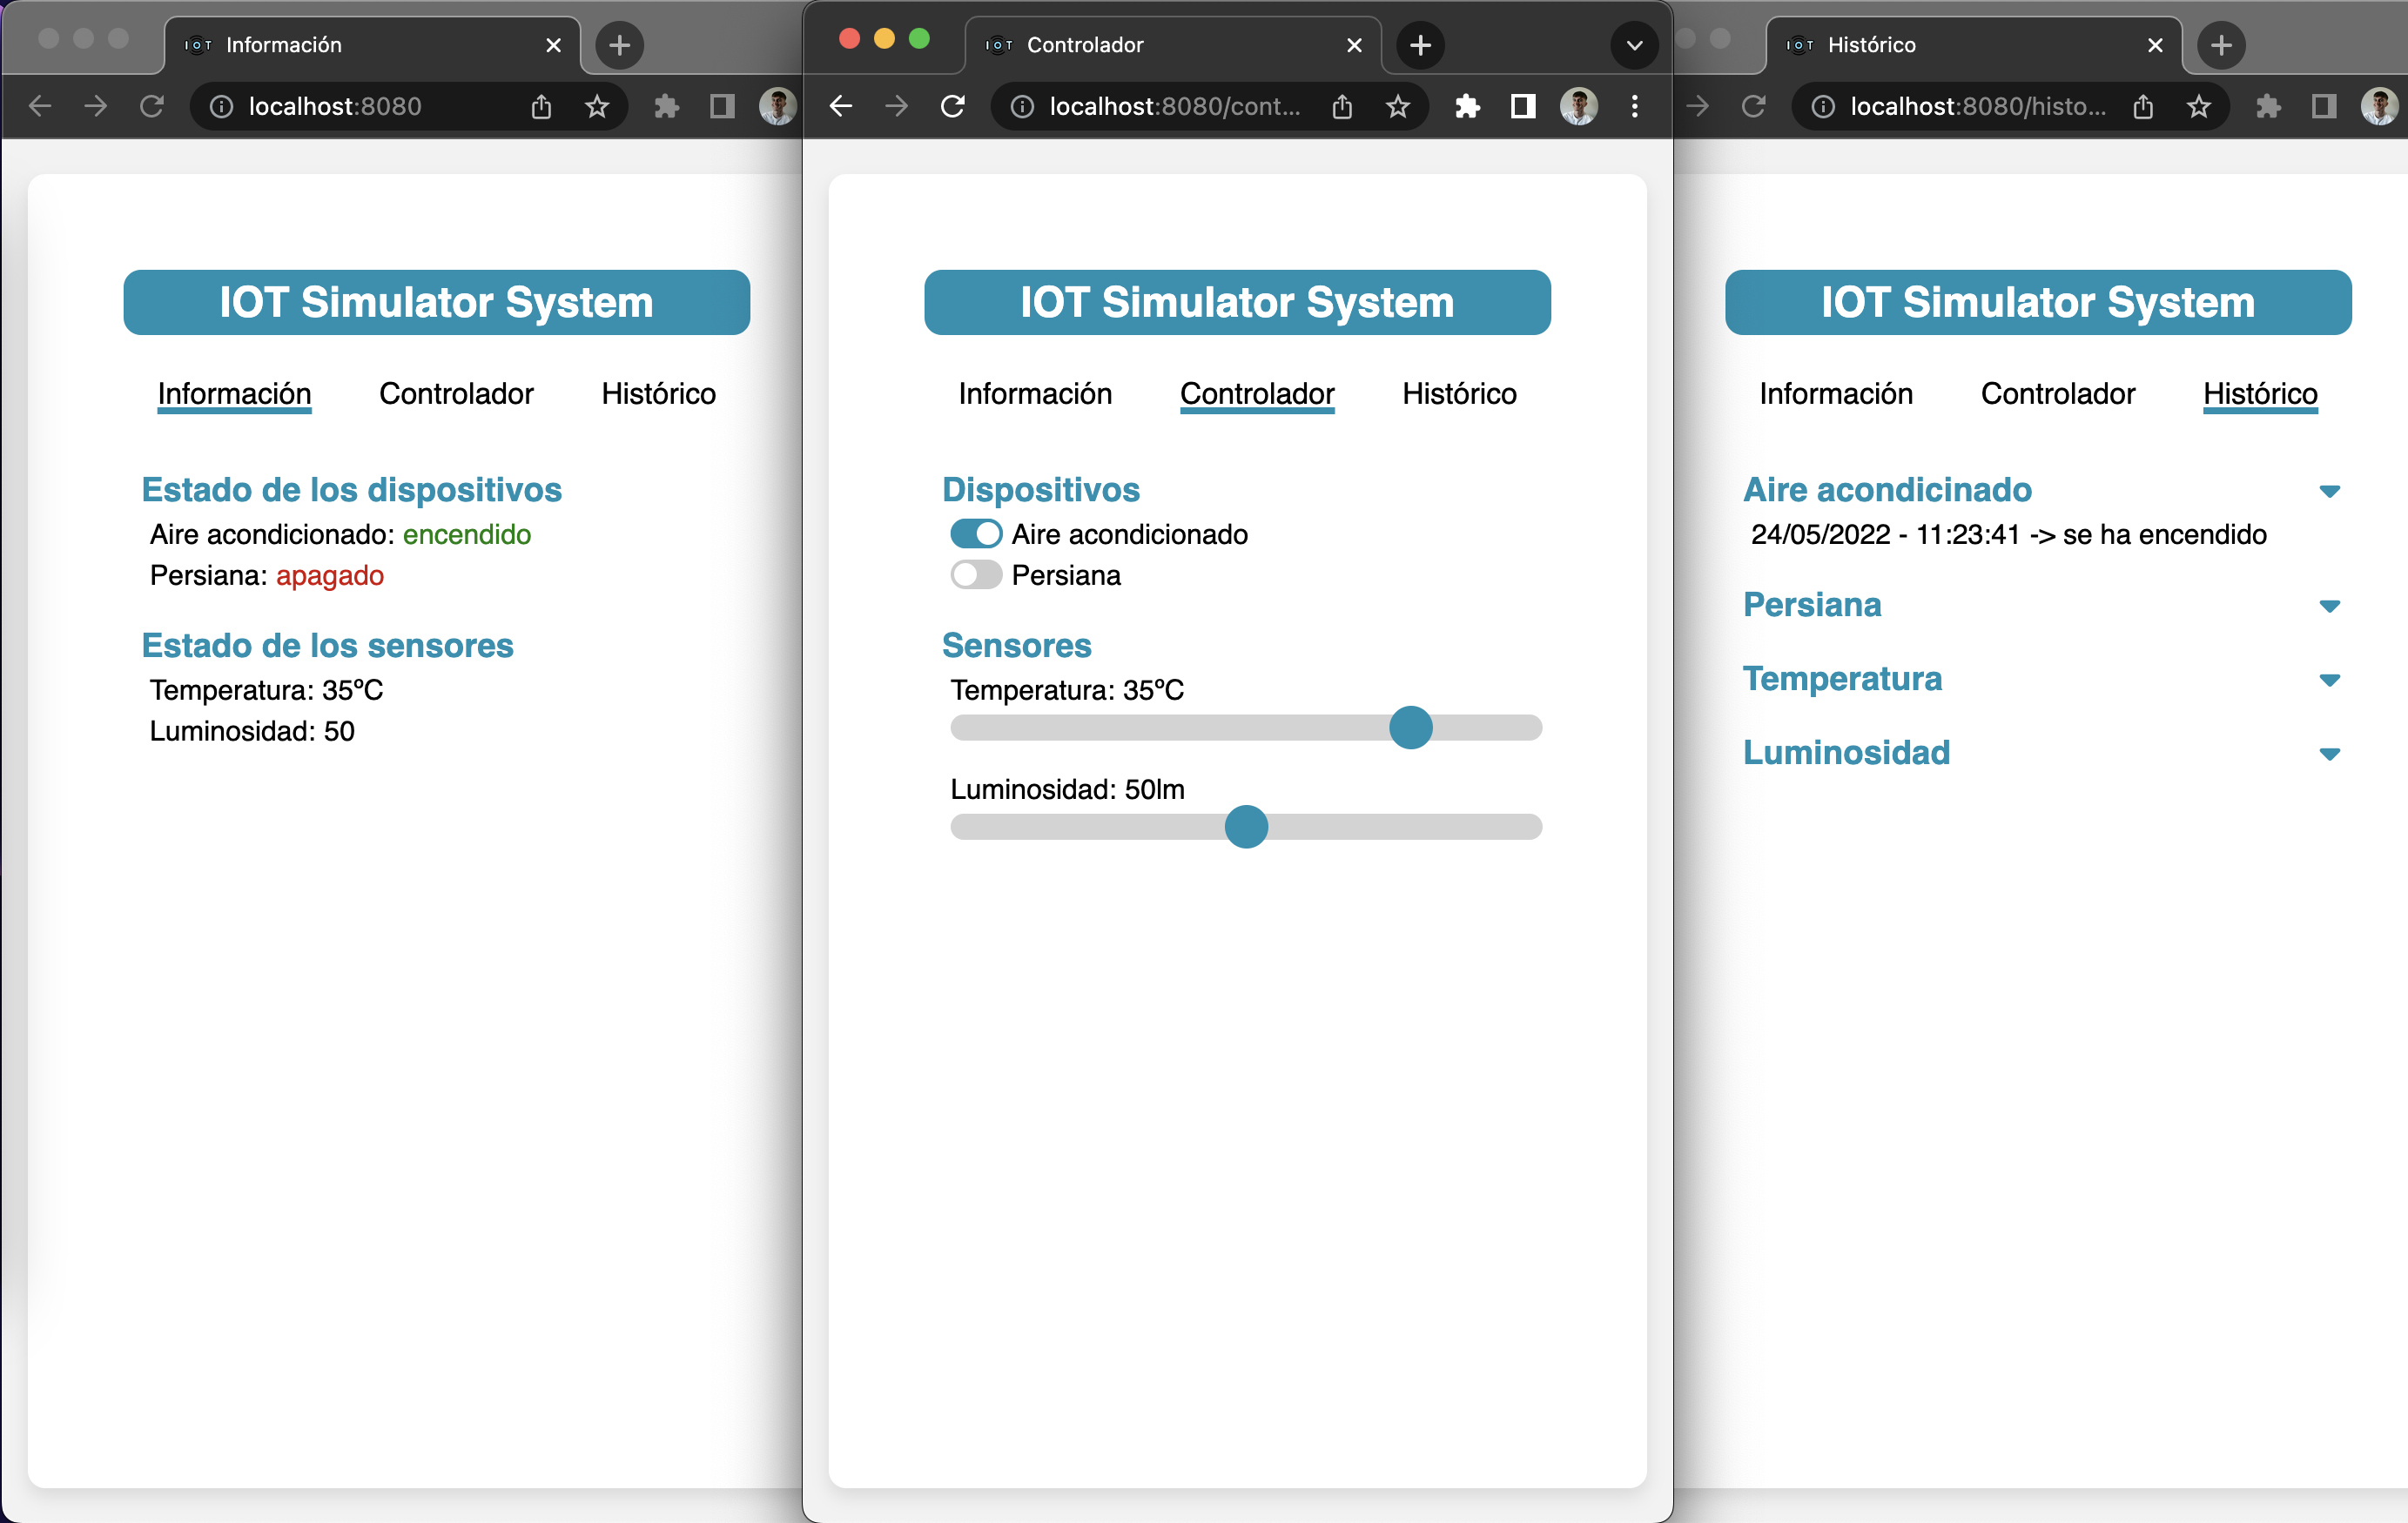 IOT Información
localhost:8080
IOT Simulator System
Información Controlador Histórico
Estado de los dispositivos
Aire acondicionado: encendido
Persiana: apagado
Estado de los sensores
Temperatura: 35ºC
Luminosidad: 50
IOT Controlador
localhost:8080/cont...
IOT Simulator System
Información Controlador Histórico
Dispositivos
Aire acondicionado
Persiana
Sensores
Temperatura: 35ºC
Luminosidad: 50lm
IOT Histórico
localhost:8080/histo...
IOT Simulator System
Información Controlador Histórico
Aire acondicinado
24/05/2022 - 11:23:41 -> se ha encendido
Persiana
Temperatura
Luminosidad